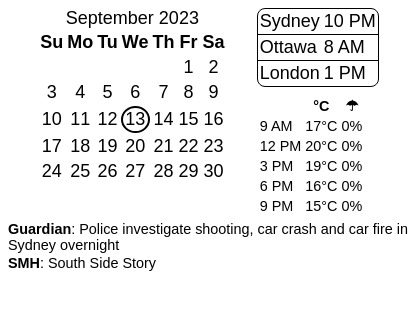 September 2023
Su Mo Tu We Th Fr Sa
1 2
3 4 5 6 7 8 9
10 11 12 13 14 15 16
17 18 19 20 21 22 23
24 25 26 27 28 29 30
Sydney 10 PM
Ottawa 8 AM
London 1 PM
°C ☂
9 AM 17°C 0%
12 PM 20°C 0%
3 PM 19°C 0%
6 PM 16°C 0%
9 PM 15°C 0%
Guardian: Police investigate shooting, car crash and car fire in
Sydney overnight
SMH: South Side Story